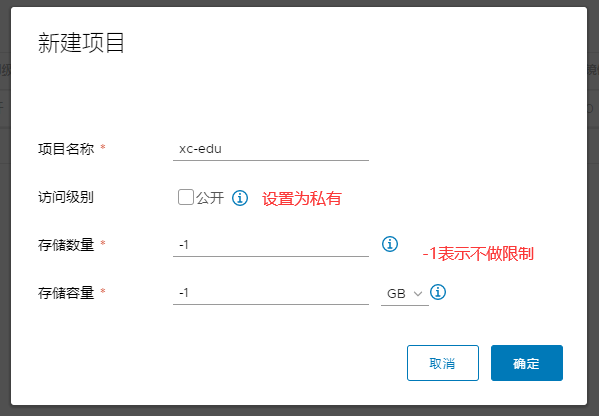 新建项目
项目名称 * xc-edu
访问级别 公开 设置为私有
存储数量 * -1
-1表示不做限制
存储容量 * -1 GB
取消 确定